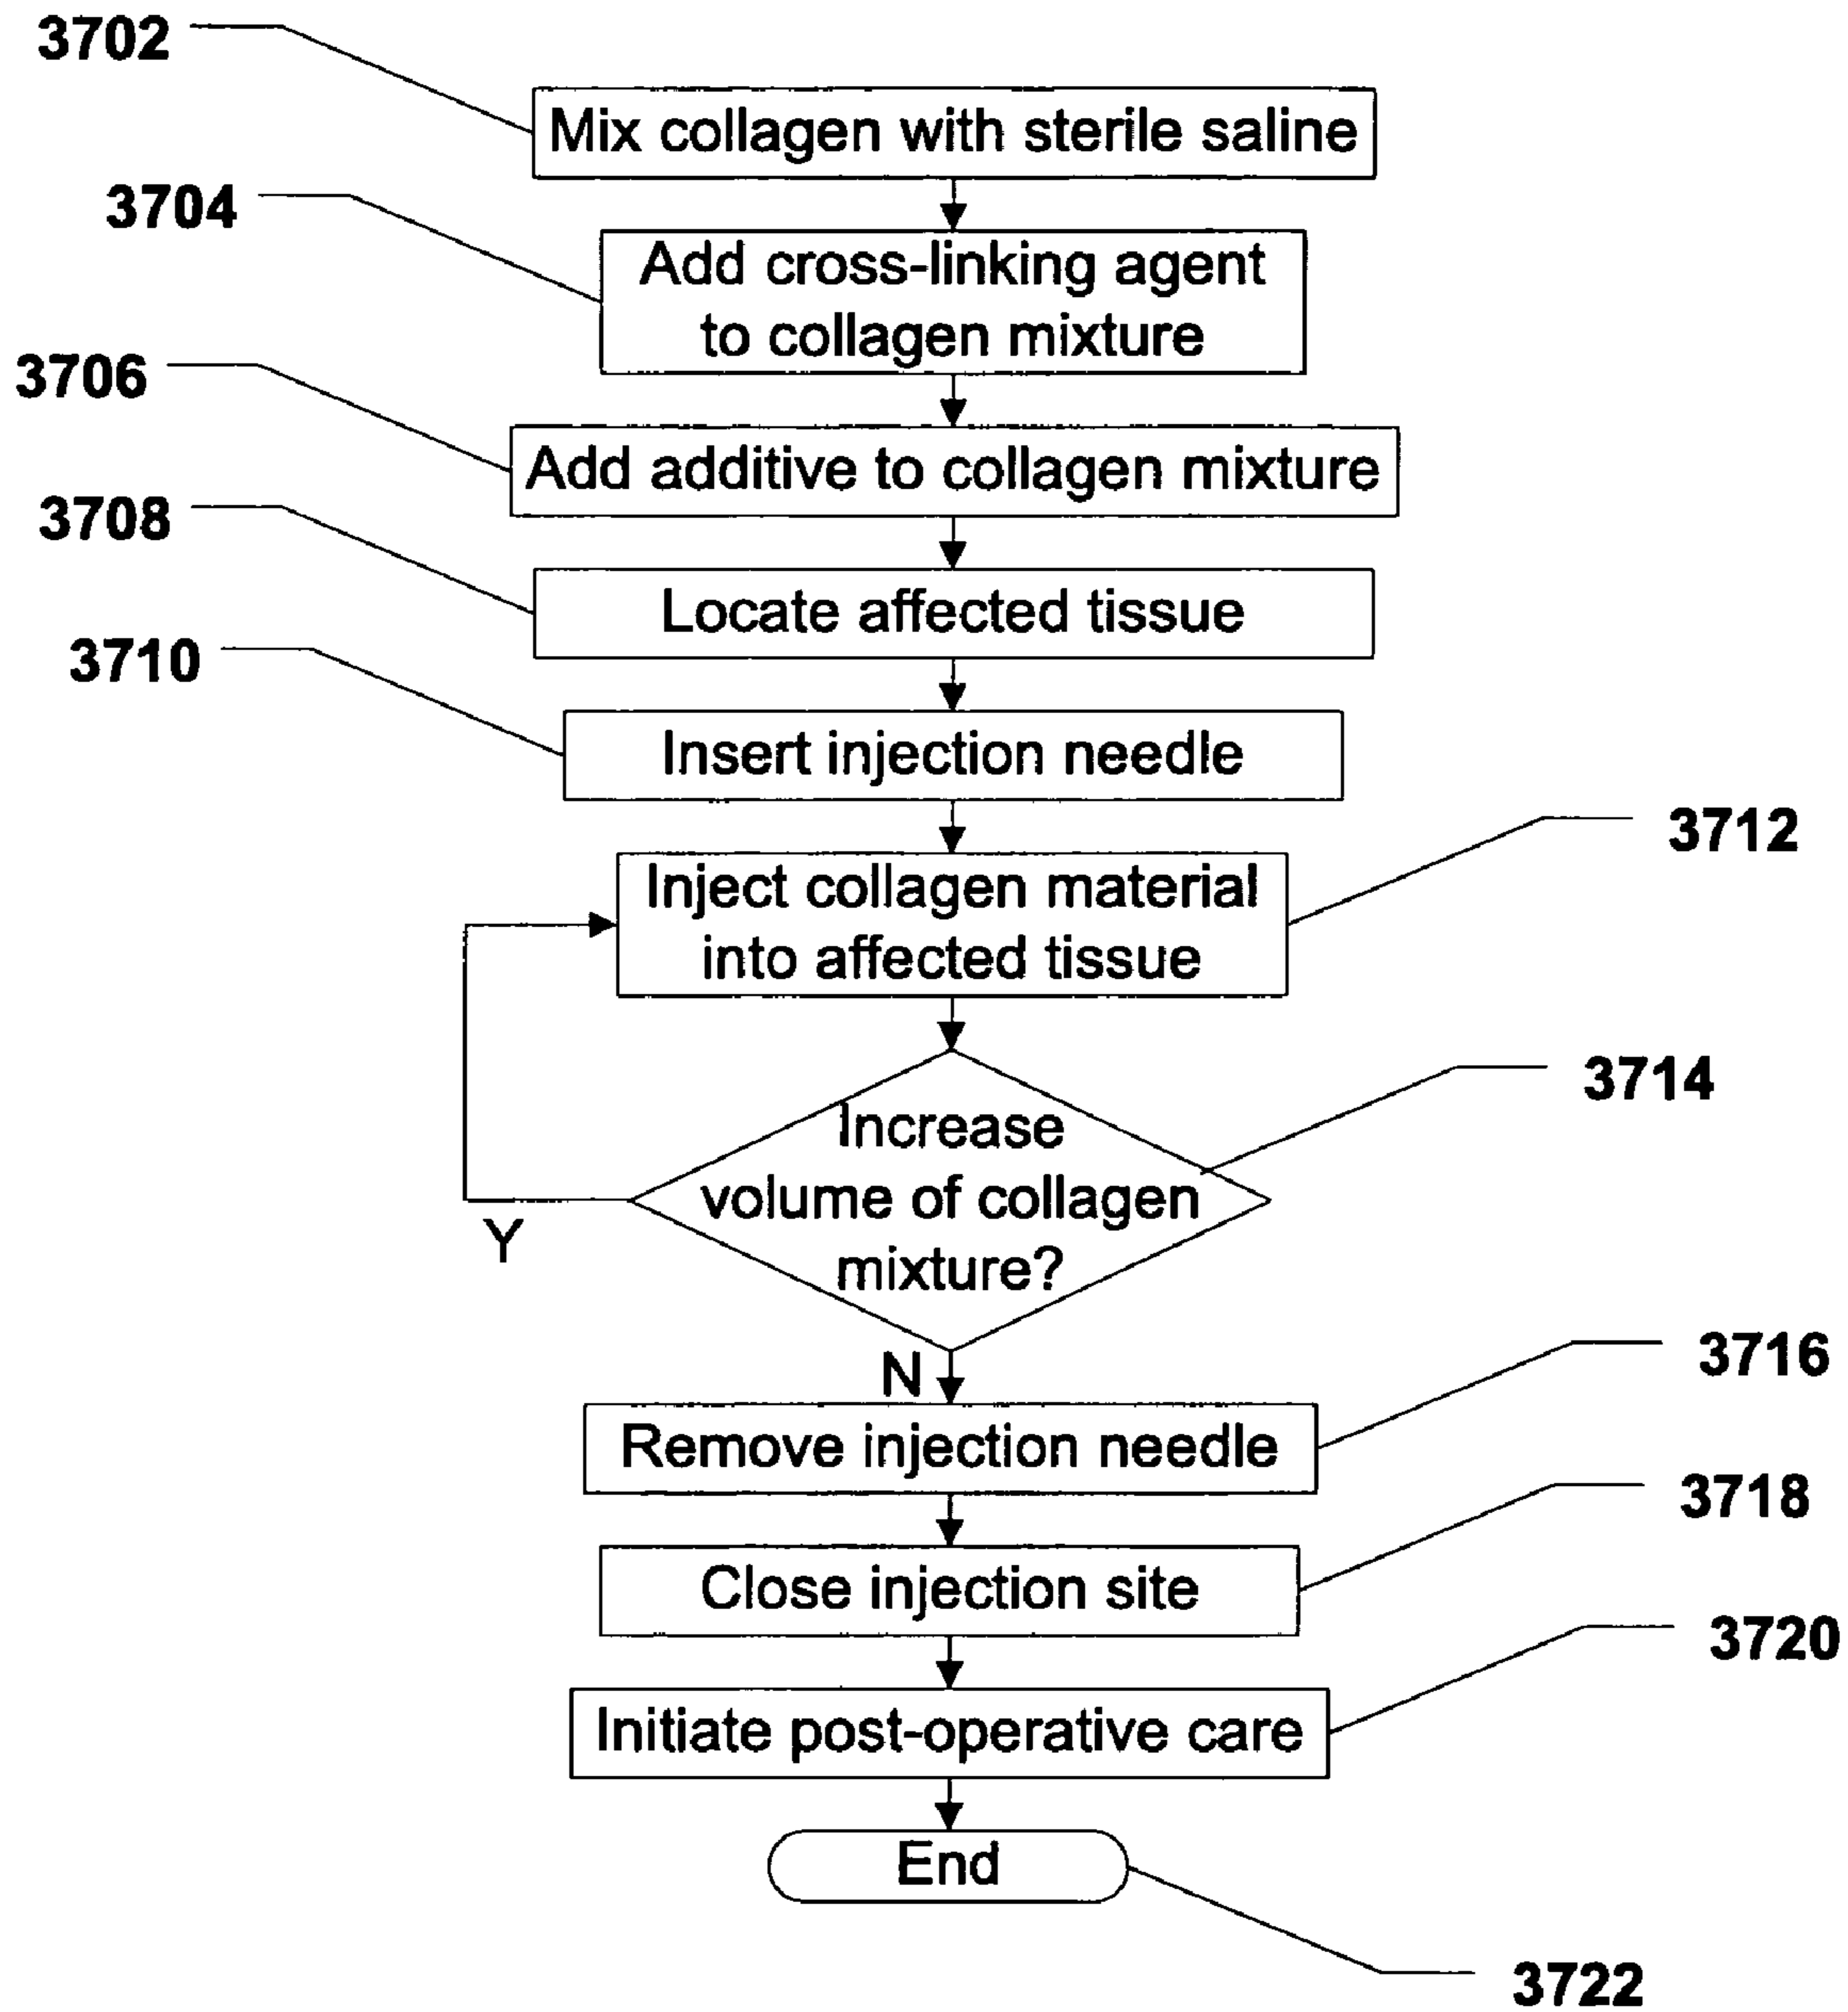 3702
Mix collagen with sterile saline
3704
Add cross-linking agent
to collagen mixture
3706
Add additive to collagen mixture
3708
Locate affected tissue
3710
Insert injection needle
3712
Inject collagen material
into affected tissue
3714
Increase
volume of collagen
mixture?
Y
N
3716
Remove injection needle
3718
Close injection site
3720
Initiate post-operative care
End
3722